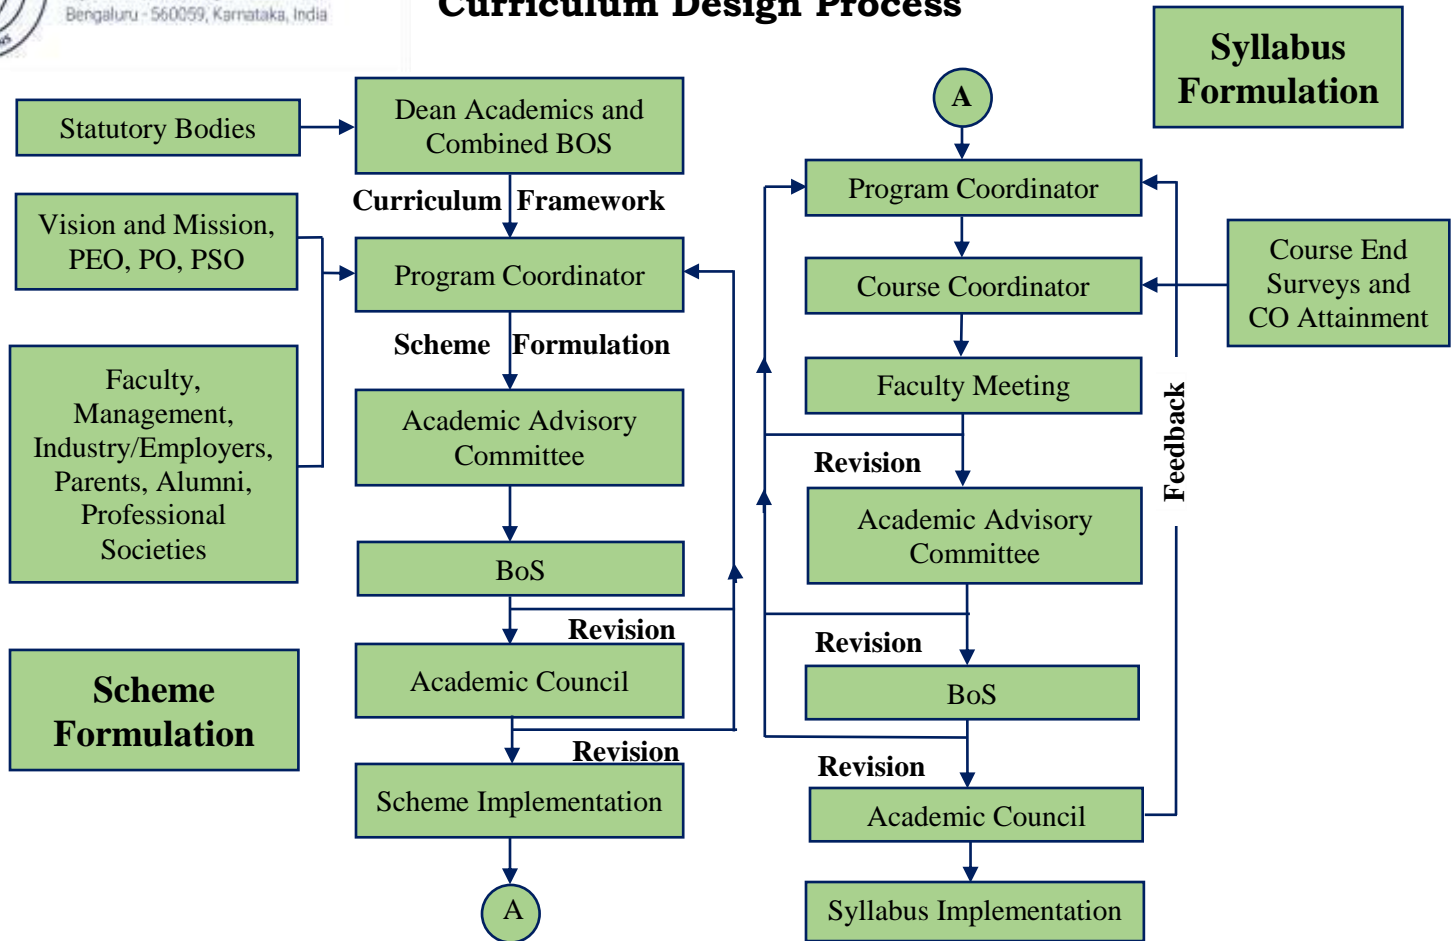 Bengaluru - 560059, Karnataka, India
Curriculum Design Process
Statutory Bodies
Dean Academics and
Combined BOS
Curriculum Framework
Vision and Mission,
PEO, PO, PSO
Program Coordinator
Scheme Formulation
Faculty,
Management,
Industry/Employers,
Parents, Alumni,
Professional
Societies
Academic Advisory
Committee
BoS
Revision
Scheme
Formulation
Academic Council
Revision
Scheme Implementation
A
Syllabus
Formulation
A
Program Coordinator
Course Coordinator
Course End
Surveys and
CO Attainment
Faculty Meeting
Revision
Feedback
Academic Advisory
Committee
Revision
BoS
Revision
Academic Council
Syllabus Implementation